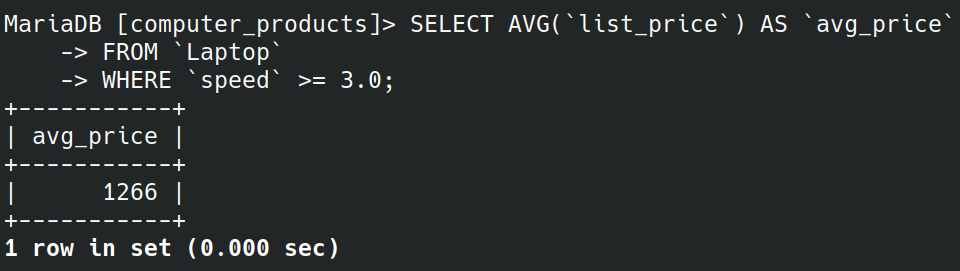 MariaDB [computer_products]> SELECT AVG(`list_price`) AS `avg_price`
    -> FROM `Laptop`
    -> WHERE `speed` >= 3.0;
+-----------+
| avg_price |
+-----------+
|      1266 |
+-----------+
1 row in set (0.000 sec)